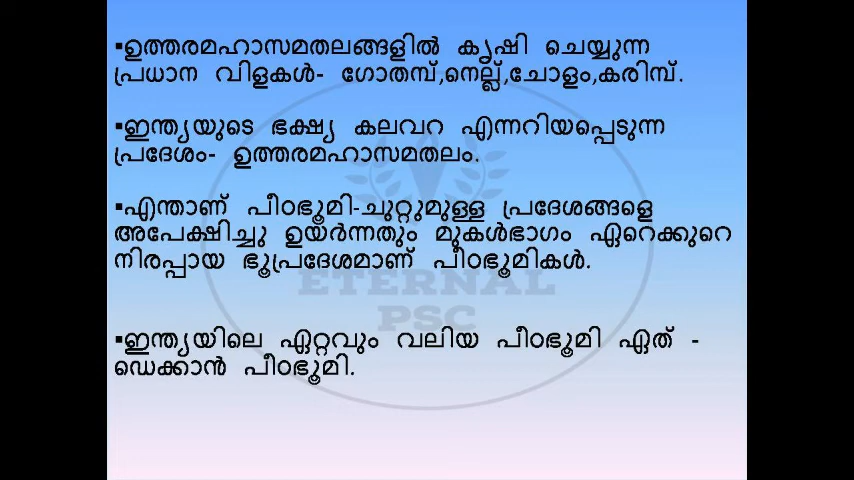 ▪ഉത്തരമഹാസമതലങ്ങളിൽ കൃഷി ചെയ്യുന്ന
പ്രധാന വിളകൾ- ഗോതമ്പ്,നെല്ല്,ചോളം,കരിമ്പ്.
▪ഇന്ത്യയുടെ ഭക്ഷ്യ കലവറ എന്നറിയപ്പെടുന്ന
പ്രദേശം- ഉത്തരമഹാസമതലം.
▪എന്താണ് പീഠഭൂമി-ചുറ്റുമുള്ള പ്രദേശങ്ങളെ
അപേക്ഷിച്ചു ഉയർന്നതും മുകൾഭാഗം ഏറെക്കുറെ
നിരപ്പായ ഭൂപ്രദേശമാണ് പീഠഭൂമികൾ.
ETERNAL
PSC
▪ഇന്ത്യയിലെ ഏറ്റവും വലിയ പീഠഭൂമി ഏത് -
ഡെക്കാൻ പീഠഭൂമി.